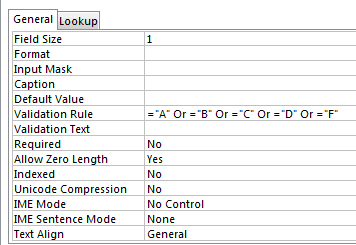 General Lookup
Field Size 1
Format
Input Mask
Caption
Default Value
Validation Rule ="A" Or ="B" Or ="C" Or ="D" Or ="F"
Validation Text
Required No
Allow Zero Length Yes
Indexed No
Unicode Compression No
IME Mode No Control
IME Sentence Mode None
Text Align General